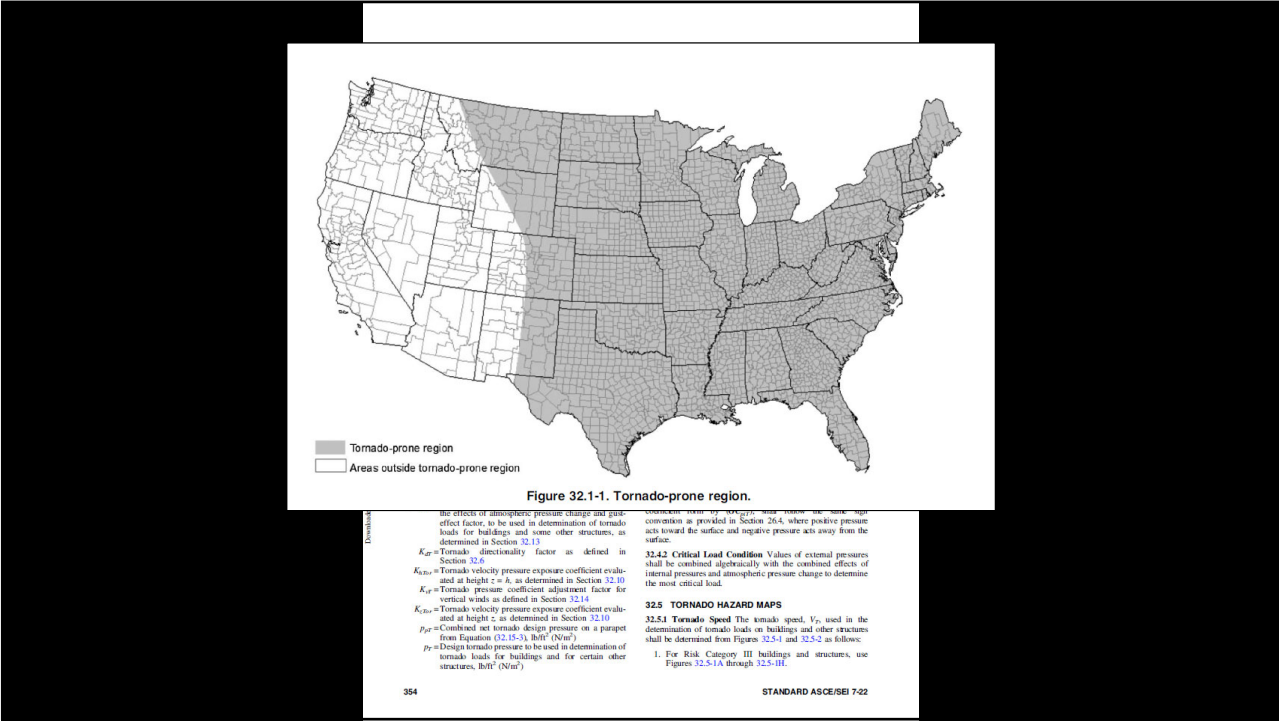 Tornado-prone region
Areas outside tornado-prone region
Figure 32.1-1. Tornado-prone region.
the effects of atmospheric pressure change and gust-
effect factor, to be used in determination of tornado
loads for buildings and some other structures, as
determined in Section 32.13
KdT = Tornado directionality factor as defined in
Section 32.6
KhTor = Tornado velocity pressure exposure coefficient evalu-
ated at height z = h, as determined in Section 32.10
KvT = Tornado pressure coefficient adjustment factor for
vertical winds as defined in Section 32.14
KzTor = Tornado velocity pressure exposure coefficient evalu-
ated at height z, as determined in Section 32.10
ppT = Combined net tornado design pressure on a parapet
from Equation (32.15-3), lb/ft² (N/m²)
pT = Design tornado pressure to be used in determination of
tornado loads for buildings and for certain other
structures, lb/ft² (N/m²)
convention as provided in Section 26.4, where positive pressure
acts toward the surface and negative pressure acts away from the
surface.
32.4.2 Critical Load Condition Values of external pressures
shall be combined algebraically with the combined effects of
internal pressures and atmospheric pressure change to determine
the most critical load.
32.5 TORNADO HAZARD MAPS
32.5.1 Tornado Speed The tornado speed, VT, used in the
determination of tornado loads on buildings and other structures
shall be determined from Figures 32.5-1 and 32.5-2 as follows:
1. For Risk Category III buildings and structures, use
Figures 32.5-1A through 32.5-1H.
354
STANDARD ASCE/SEI 7-22